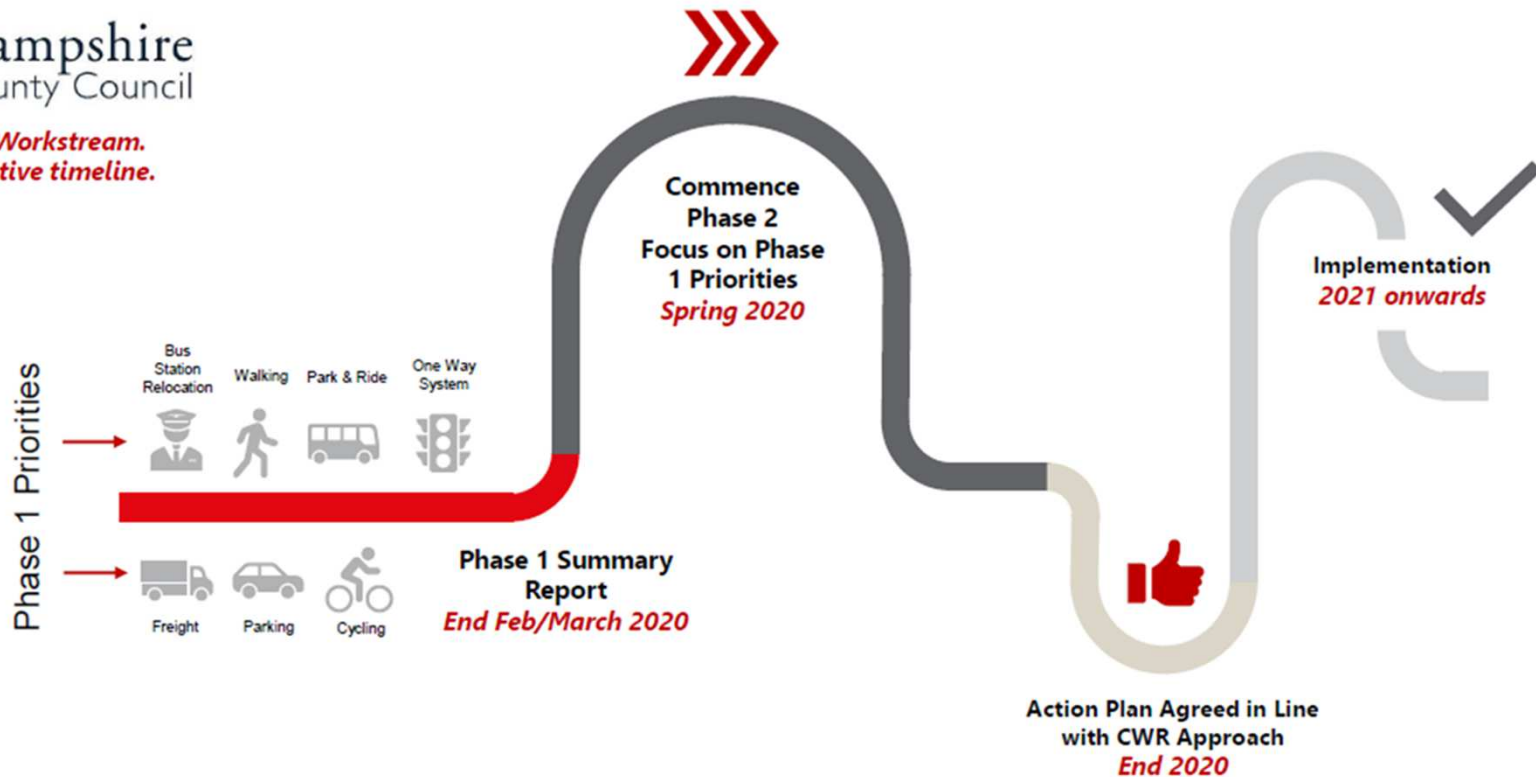 ampshire
unty Council
Workstream.
tive timeline.
Commence
Phase 2
Focus on Phase
1 Priorities
Spring 2020
Implementation
2021 onwards
Phase 1 Priorities
Bus
Station
Relocation
Walking
Park & Ride
One Way
System
Freight
Parking
Cycling
Phase 1 Summary
Report
End Feb/March 2020
Action Plan Agreed in Line
with CWR Approach
End 2020